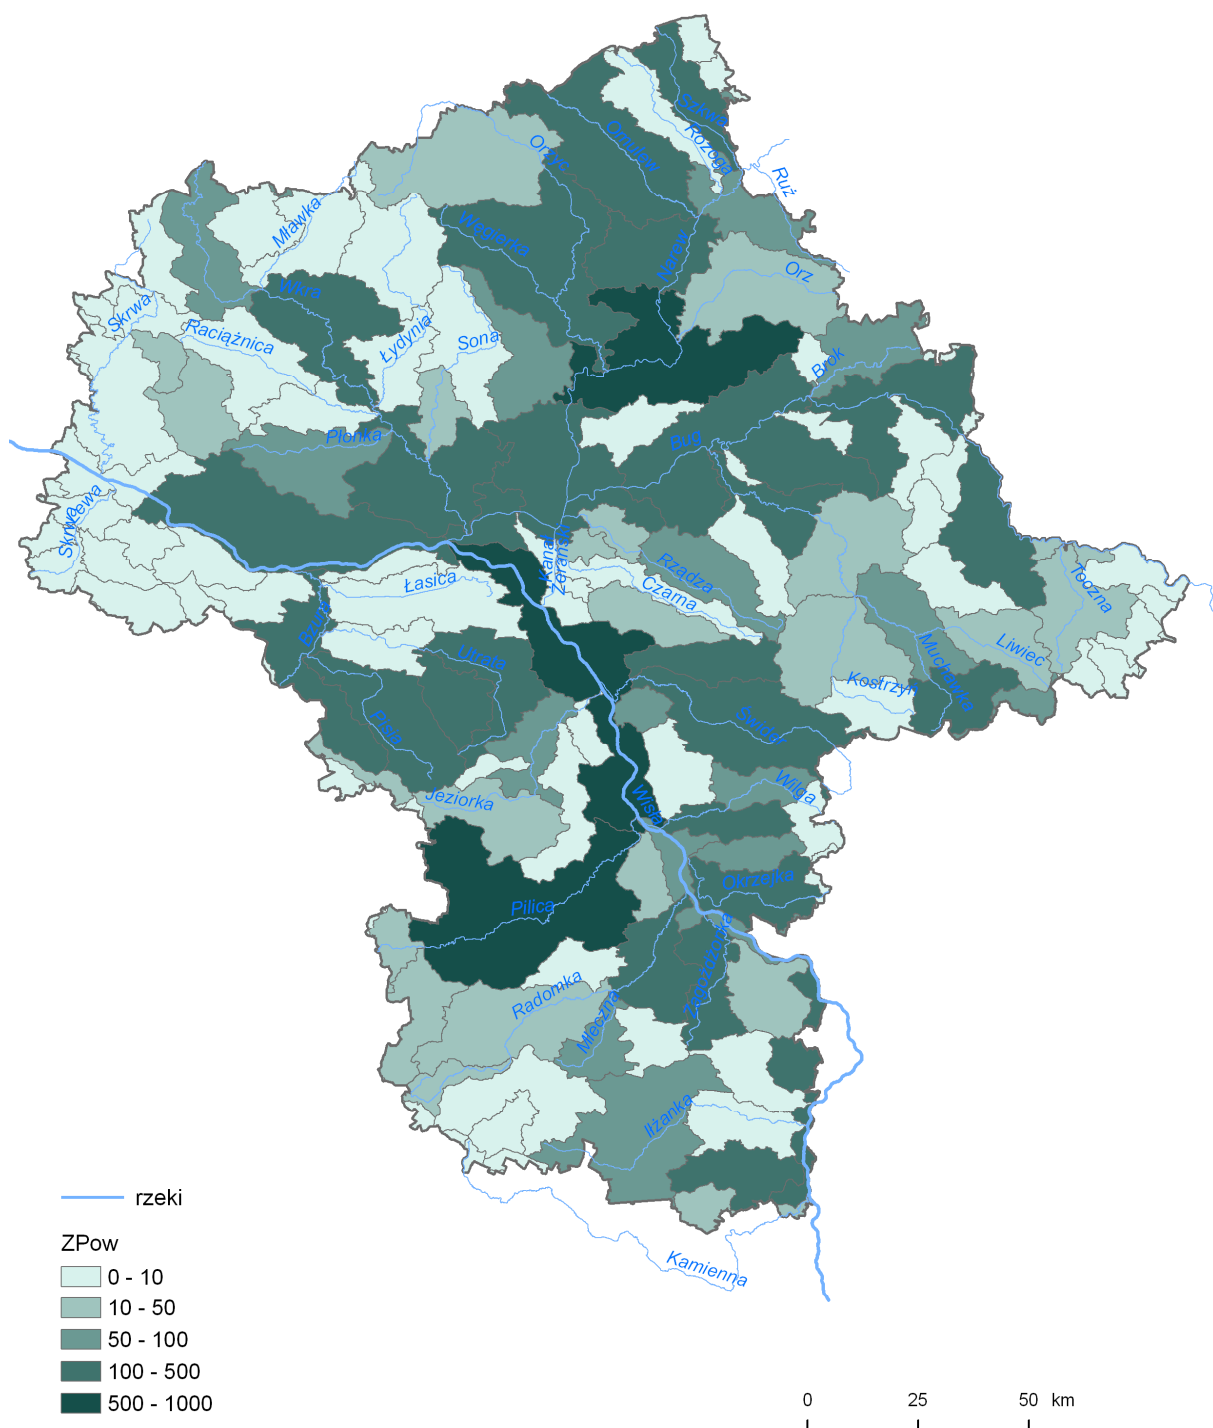 Szkwa
Rozoga
Omulew
Orzyc
Ruż
Mławka
Węgierka
Narew
Orz
Wkra
Skrwa
Raciążnica
Łydynia
Sona
Brok
Płonka
Bug
Skrwa
Lewa
Kanał
Żerański
Łasica
Rządza
Czarna
Toczna
Bzura
Utrata
Muchawka
Liwiec
Kostrzyń
Pisia
Świder
Jeziorka
Wisła
Wilga
Okrzejka
Pilica
Zagożdżonka
Radomka
Mleczna
Iłżanka
Kamienna
rzeki
ZPow
0 - 10
10 - 50
50 - 100
100 - 500
500 - 1000
0 25 50 km